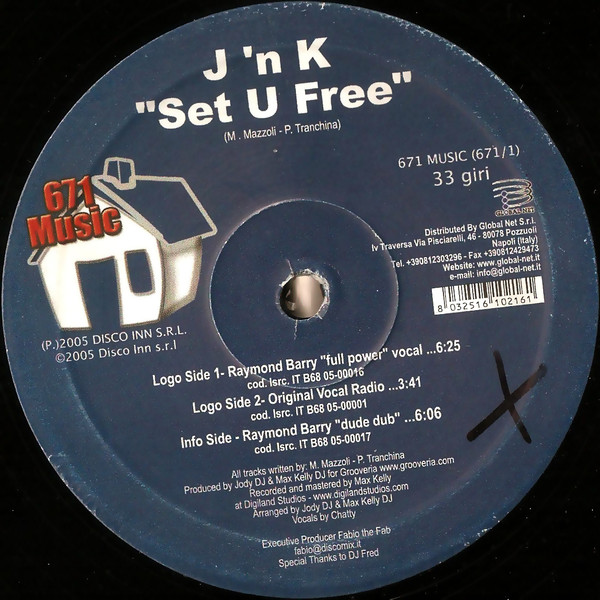 J 'n K
"Set U Free"
(M . Mazzoli - P. Tranchina)
671 MUSIC (671/1)
33 giri
671
Music
GLOBAL NET
Distributed By Global Net S.r.l.
Iv Traversa Via Pisciarelli, 46 - 80078 Pozzuoli
Napoli (Italy)
Tel. +390812303296 - Fax +390812429473
Website: www.global-net.it
e-mail: info@global-net.it
8 032516 102161
(P.)2005 DISCO INN S.R.L.
©2005 Disco Inn s.r.l
Logo Side 1- Raymond Barry "full power" vocal ...6:25
cod. Isrc. IT B68 05-00016
Logo Side 2- Original Vocal Radio ...3:41
cod. Isrc. IT B68 05-00001
Info Side - Raymond Barry "dude dub" ...6:06
cod. Isrc. IT B68 05-00017
All tracks written by: M. Mazzoli - P. Tranchina
Produced by Jody DJ & Max Kelly DJ for Grooveria www.grooveria.com
Recorded and mastered by Max Kelly
at Digiland Studios - www.digilandstudios.com
Arranged by Jody DJ & Max Kelly DJ
Vocals by Chatty
Executive Producer Fabio the Fab
fabio@discomix.it
Special Thanks to DJ Fred
X